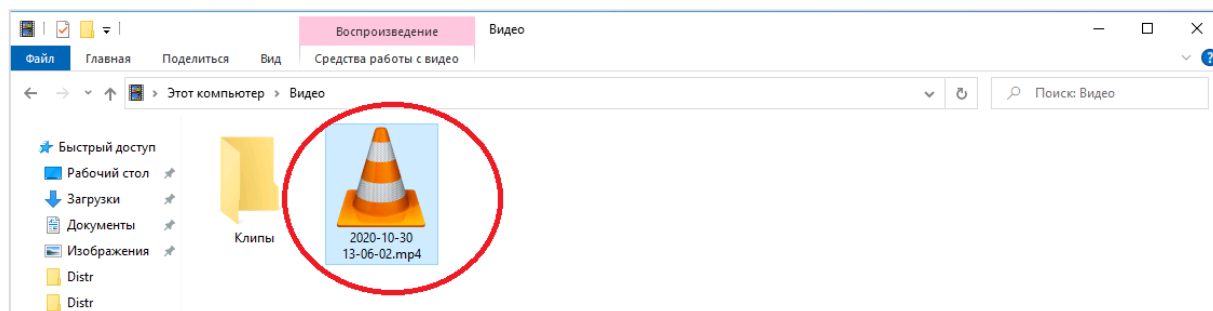 Воспроизведение Видео
Файл Главная Поделиться Вид Средства работы с видео
Этот компьютер Видео Поиск: Видео
Быстрый доступ
Рабочий стол
Загрузки
Документы
Изображения
Distr
Distr
Клипы
2020-10-30
13-06-02.mp4